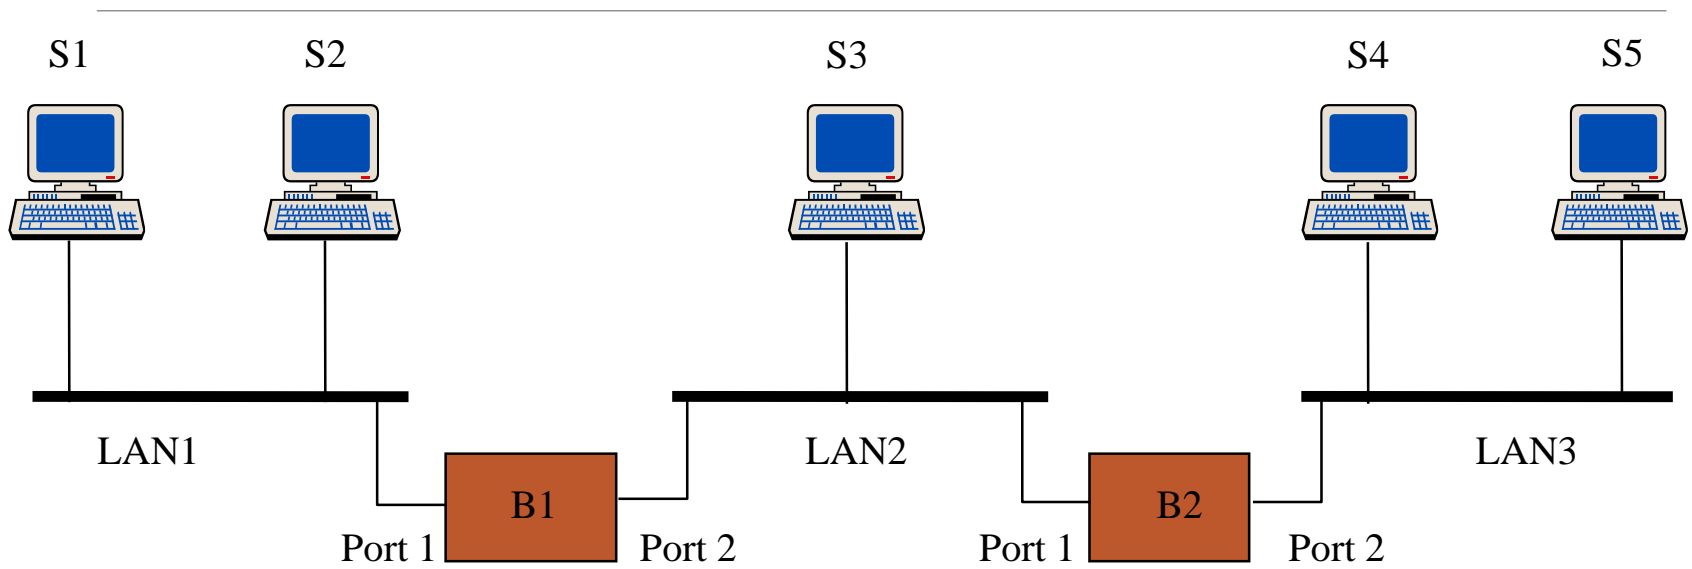 S1 S2 S3 S4 S5
LAN1 LAN2 LAN3
B1 B2
Port 1 Port 2 Port 1 Port 2